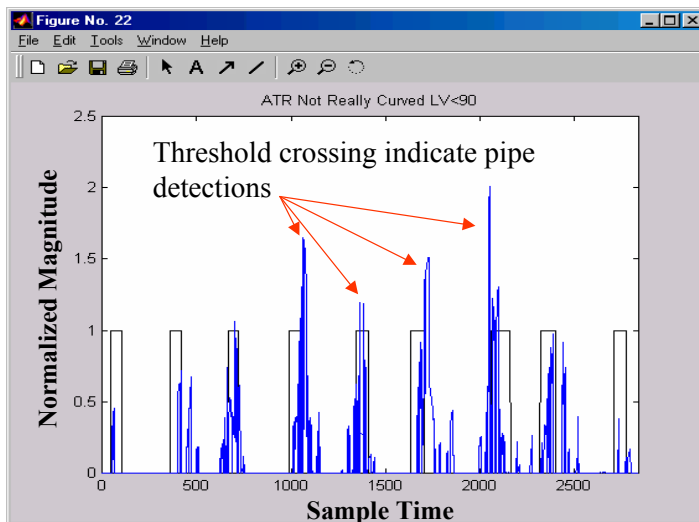 Figure No. 22
File Edit Tools Window Help
A
ATR Not Really Curved LV<90
2.5
Threshold crossing indicate pipe
detections
2
1.5
1
0.5
0
Normalized Magnitude
0 500 1000 1500 2000 2500
Sample Time